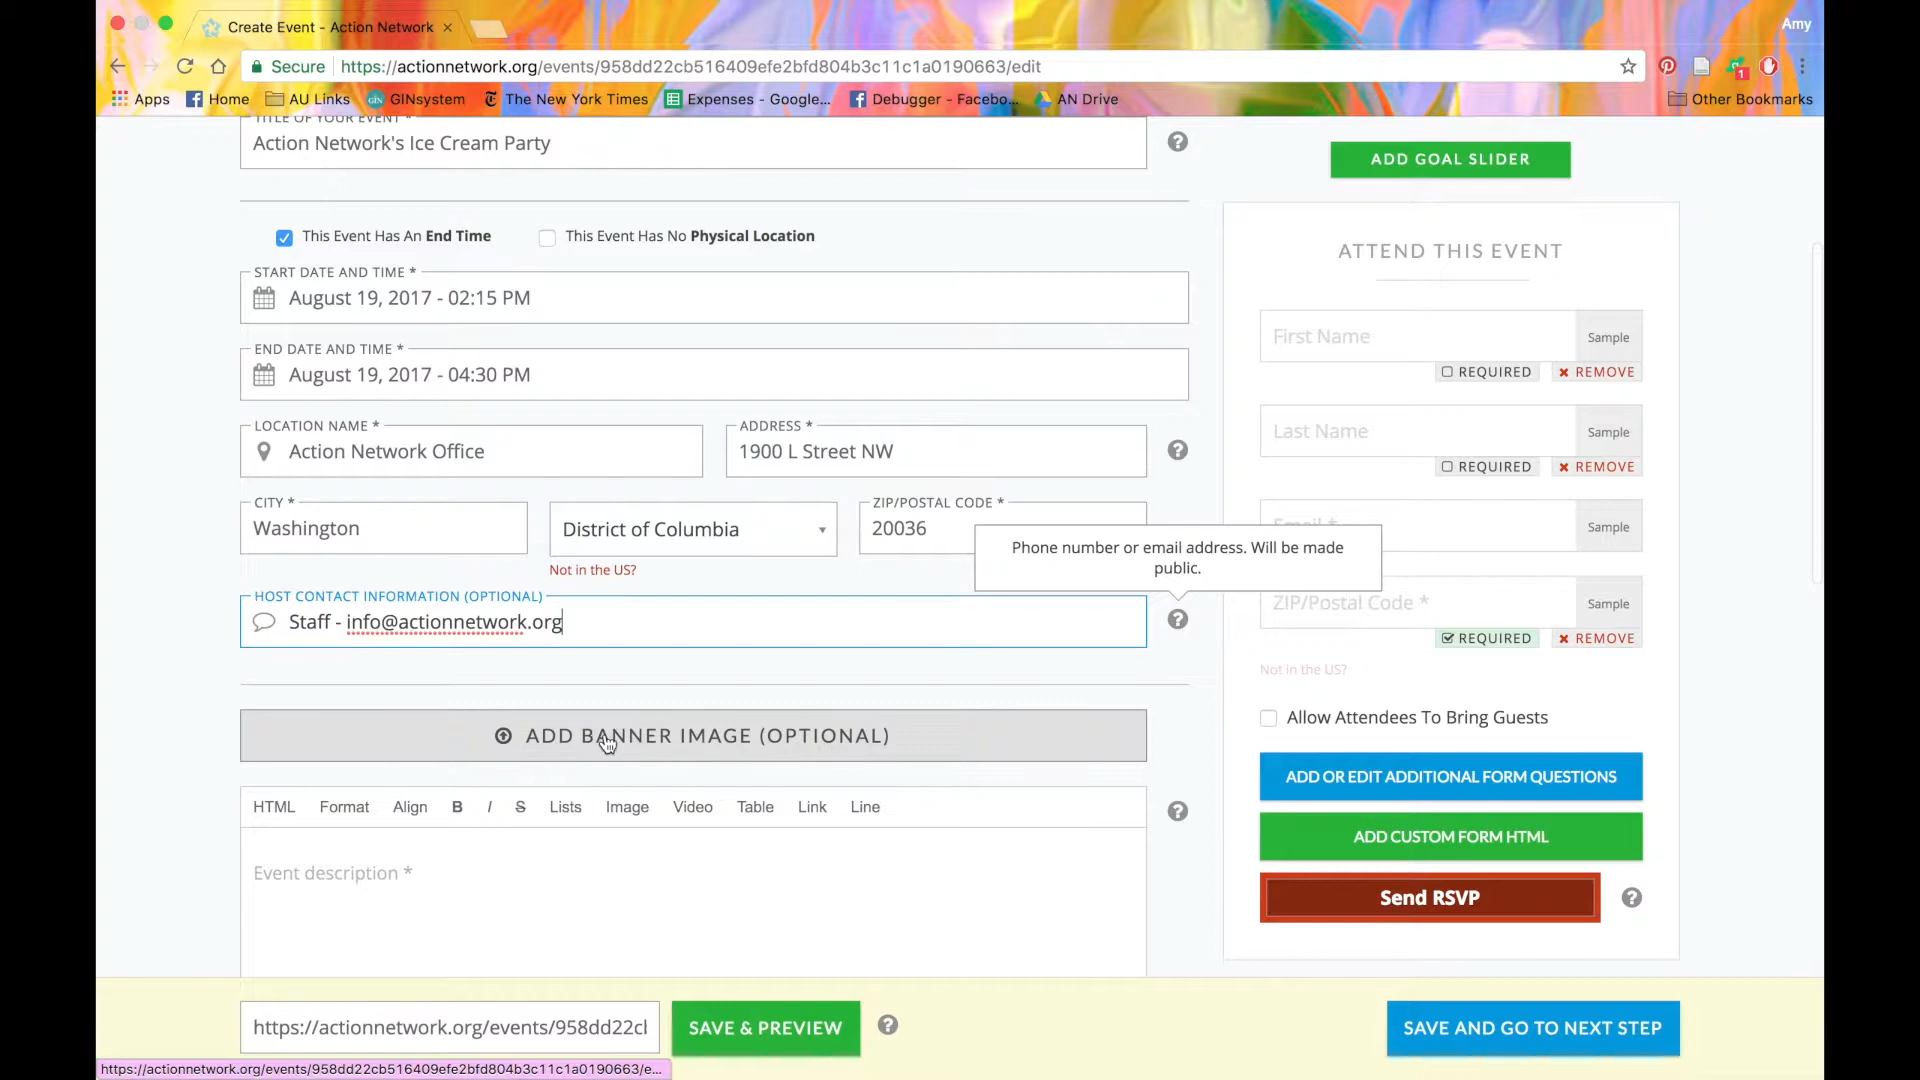 Create Event - Action Network
Amy
Secure https://actionnetwork.org/events/958dd22cb516409efe2bfd804b3c11c1a0190663/edit
Apps Home AU Links GINsystem The New York Times Expenses - Google... Debugger - Facebo... AN Drive Other Bookmarks
TITLE OF YOUR EVENT *
Action Network's Ice Cream Party
ADD GOAL SLIDER
This Event Has An End Time
This Event Has No Physical Location
START DATE AND TIME *
August 19, 2017 - 02:15 PM
END DATE AND TIME *
August 19, 2017 - 04:30 PM
LOCATION NAME *
Action Network Office
ADDRESS *
1900 L Street NW
CITY *
Washington
District of Columbia
Not in the US?
ZIP/POSTAL CODE *
20036
Phone number or email address. Will be made
public.
HOST CONTACT INFORMATION (OPTIONAL)
Staff - info@actionnetwork.org
ADD BANNER IMAGE (OPTIONAL)
HTML Format Align B I S Lists Image Video Table Link Line
Event description *
ATTEND THIS EVENT
First Name
Sample
REQUIRED REMOVE
Last Name
Sample
REQUIRED REMOVE
Email *
Sample
ZIP/Postal Code *
Sample
REQUIRED REMOVE
Not in the US?
Allow Attendees To Bring Guests
ADD OR EDIT ADDITIONAL FORM QUESTIONS
ADD CUSTOM FORM HTML
Send RSVP
https://actionnetwork.org/events/958dd22cl
SAVE & PREVIEW
SAVE AND GO TO NEXT STEP
https://actionnetwork.org/events/958dd22cb516409efe2bfd804b3c11c1a0190663/e...